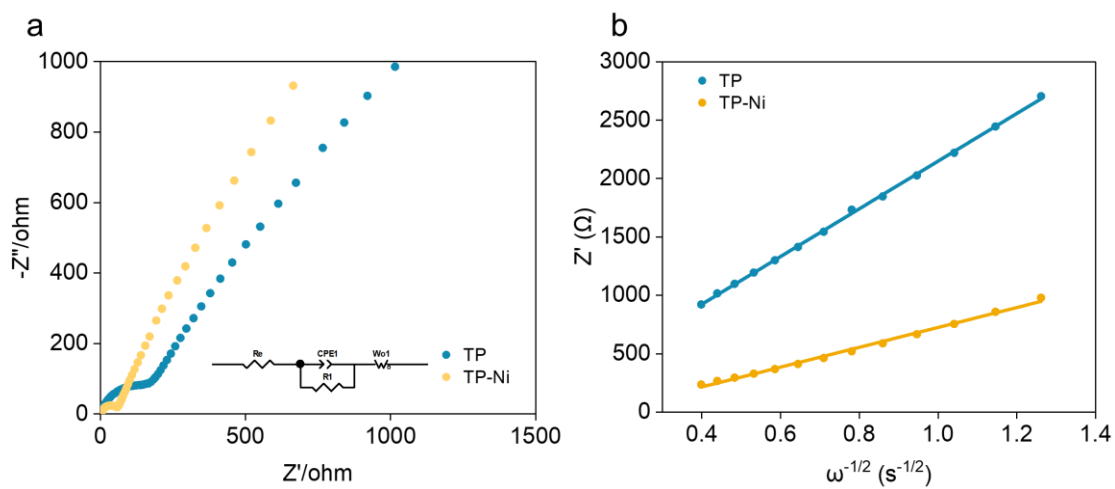 a
-Z"/ohm
1000
800
600
400
200
0
0
500
1000
1500
Z'/ohm
Re
CPE1
R1
Wo1
s
TP
TP-Ni
b
Z' (Ω)
3000
2500
2000
1500
1000
500
0
0.4
0.6
0.8
1.0
1.2
1.4
ω⁻¹/² (s⁻¹/²)
TP
TP-Ni